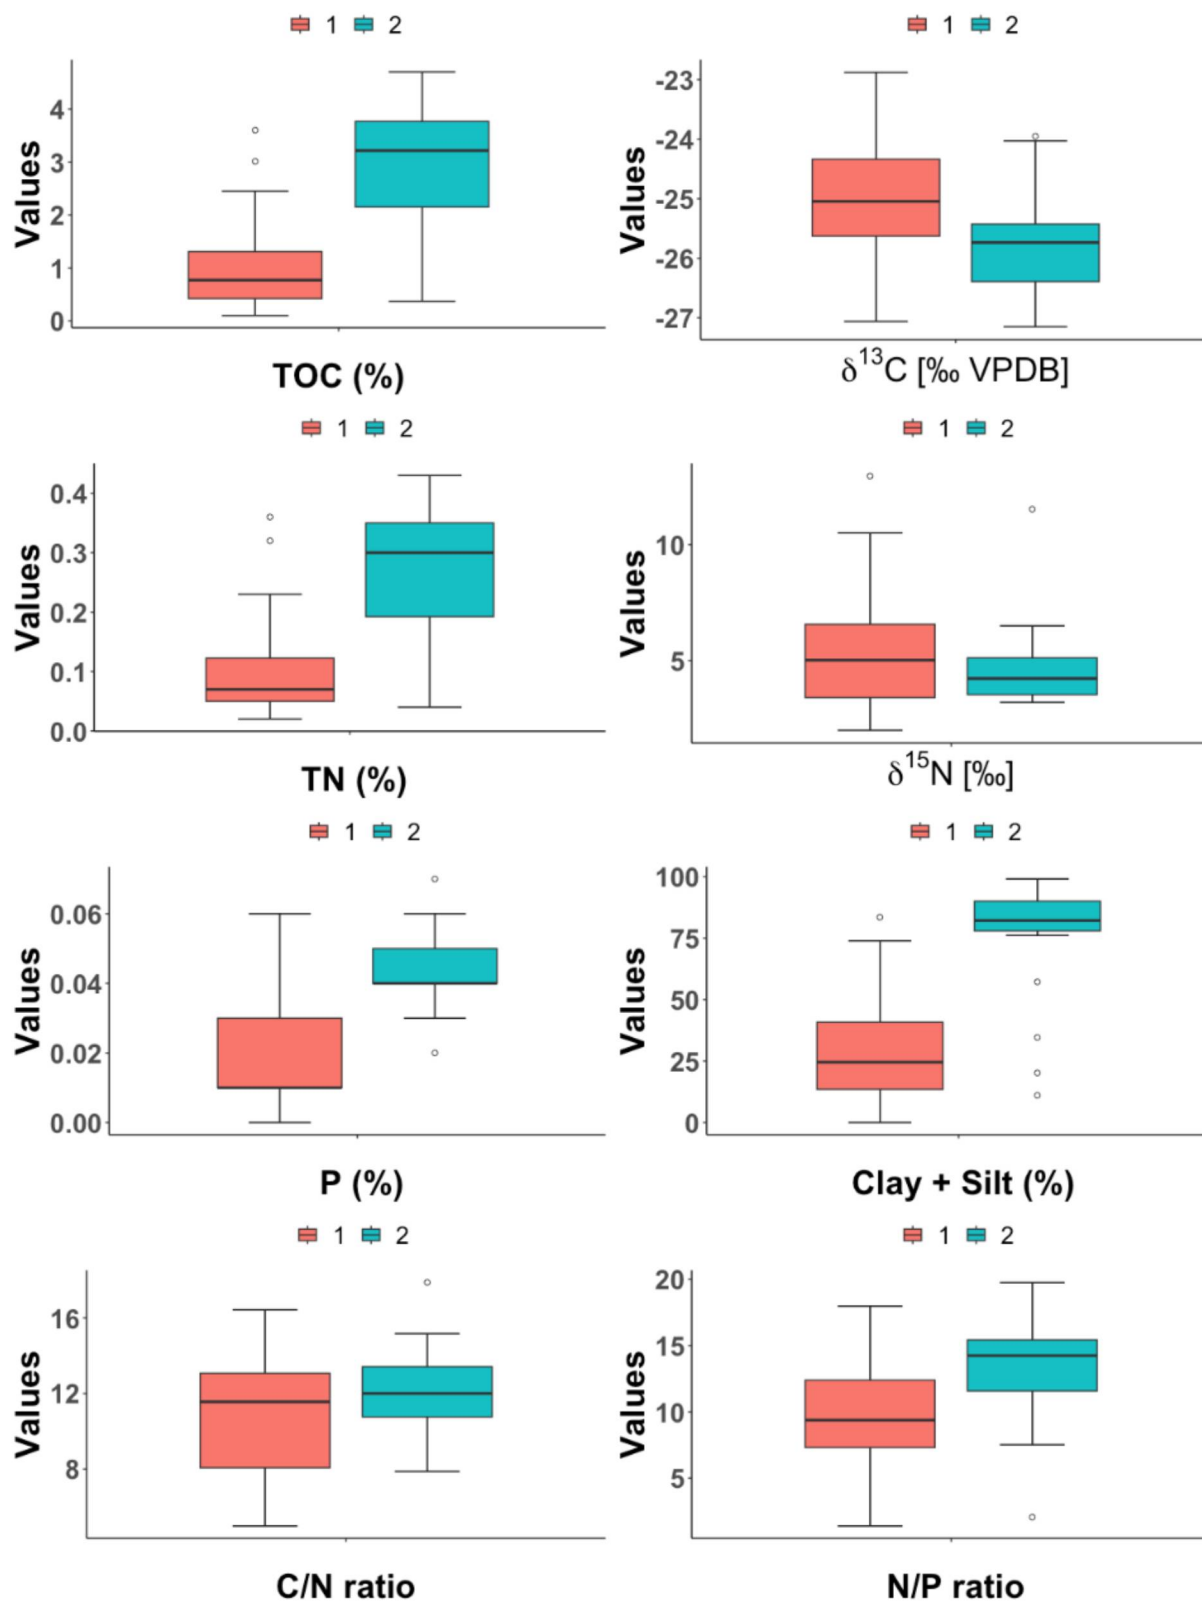 1 2
Values
4
3
2
1
0
TOC (%)
1 2
Values
-23
-24
-25
-26
-27
δ¹³C [‰ VPDB]
1 2
Values
0.4
0.3
0.2
0.1
0.0
TN (%)
1 2
Values
10
5
δ¹⁵N [‰]
1 2
Values
0.06
0.04
0.02
0.00
P (%)
1 2
Values
100
75
50
25
0
Clay + Silt (%)
1 2
Values
16
12
8
C/N ratio
1 2
Values
20
15
10
5
N/P ratio